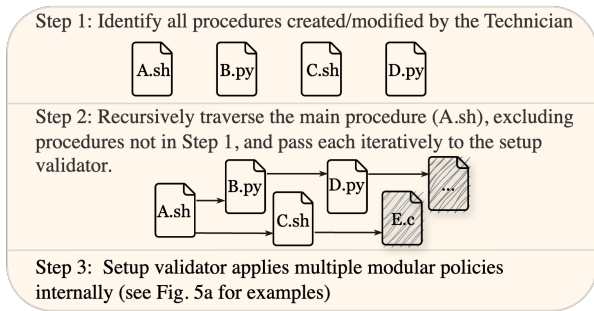 Step 1: Identify all procedures created/modified by the Technician
A.sh B.py C.sh D.py
Step 2: Recursively traverse the main procedure (A.sh), excluding
procedures not in Step 1, and pass each iteratively to the setup
validator.
B.py D.py ...
A.sh C.sh E.c
Step 3: Setup validator applies multiple modular policies
internally (see Fig. 5a for examples)